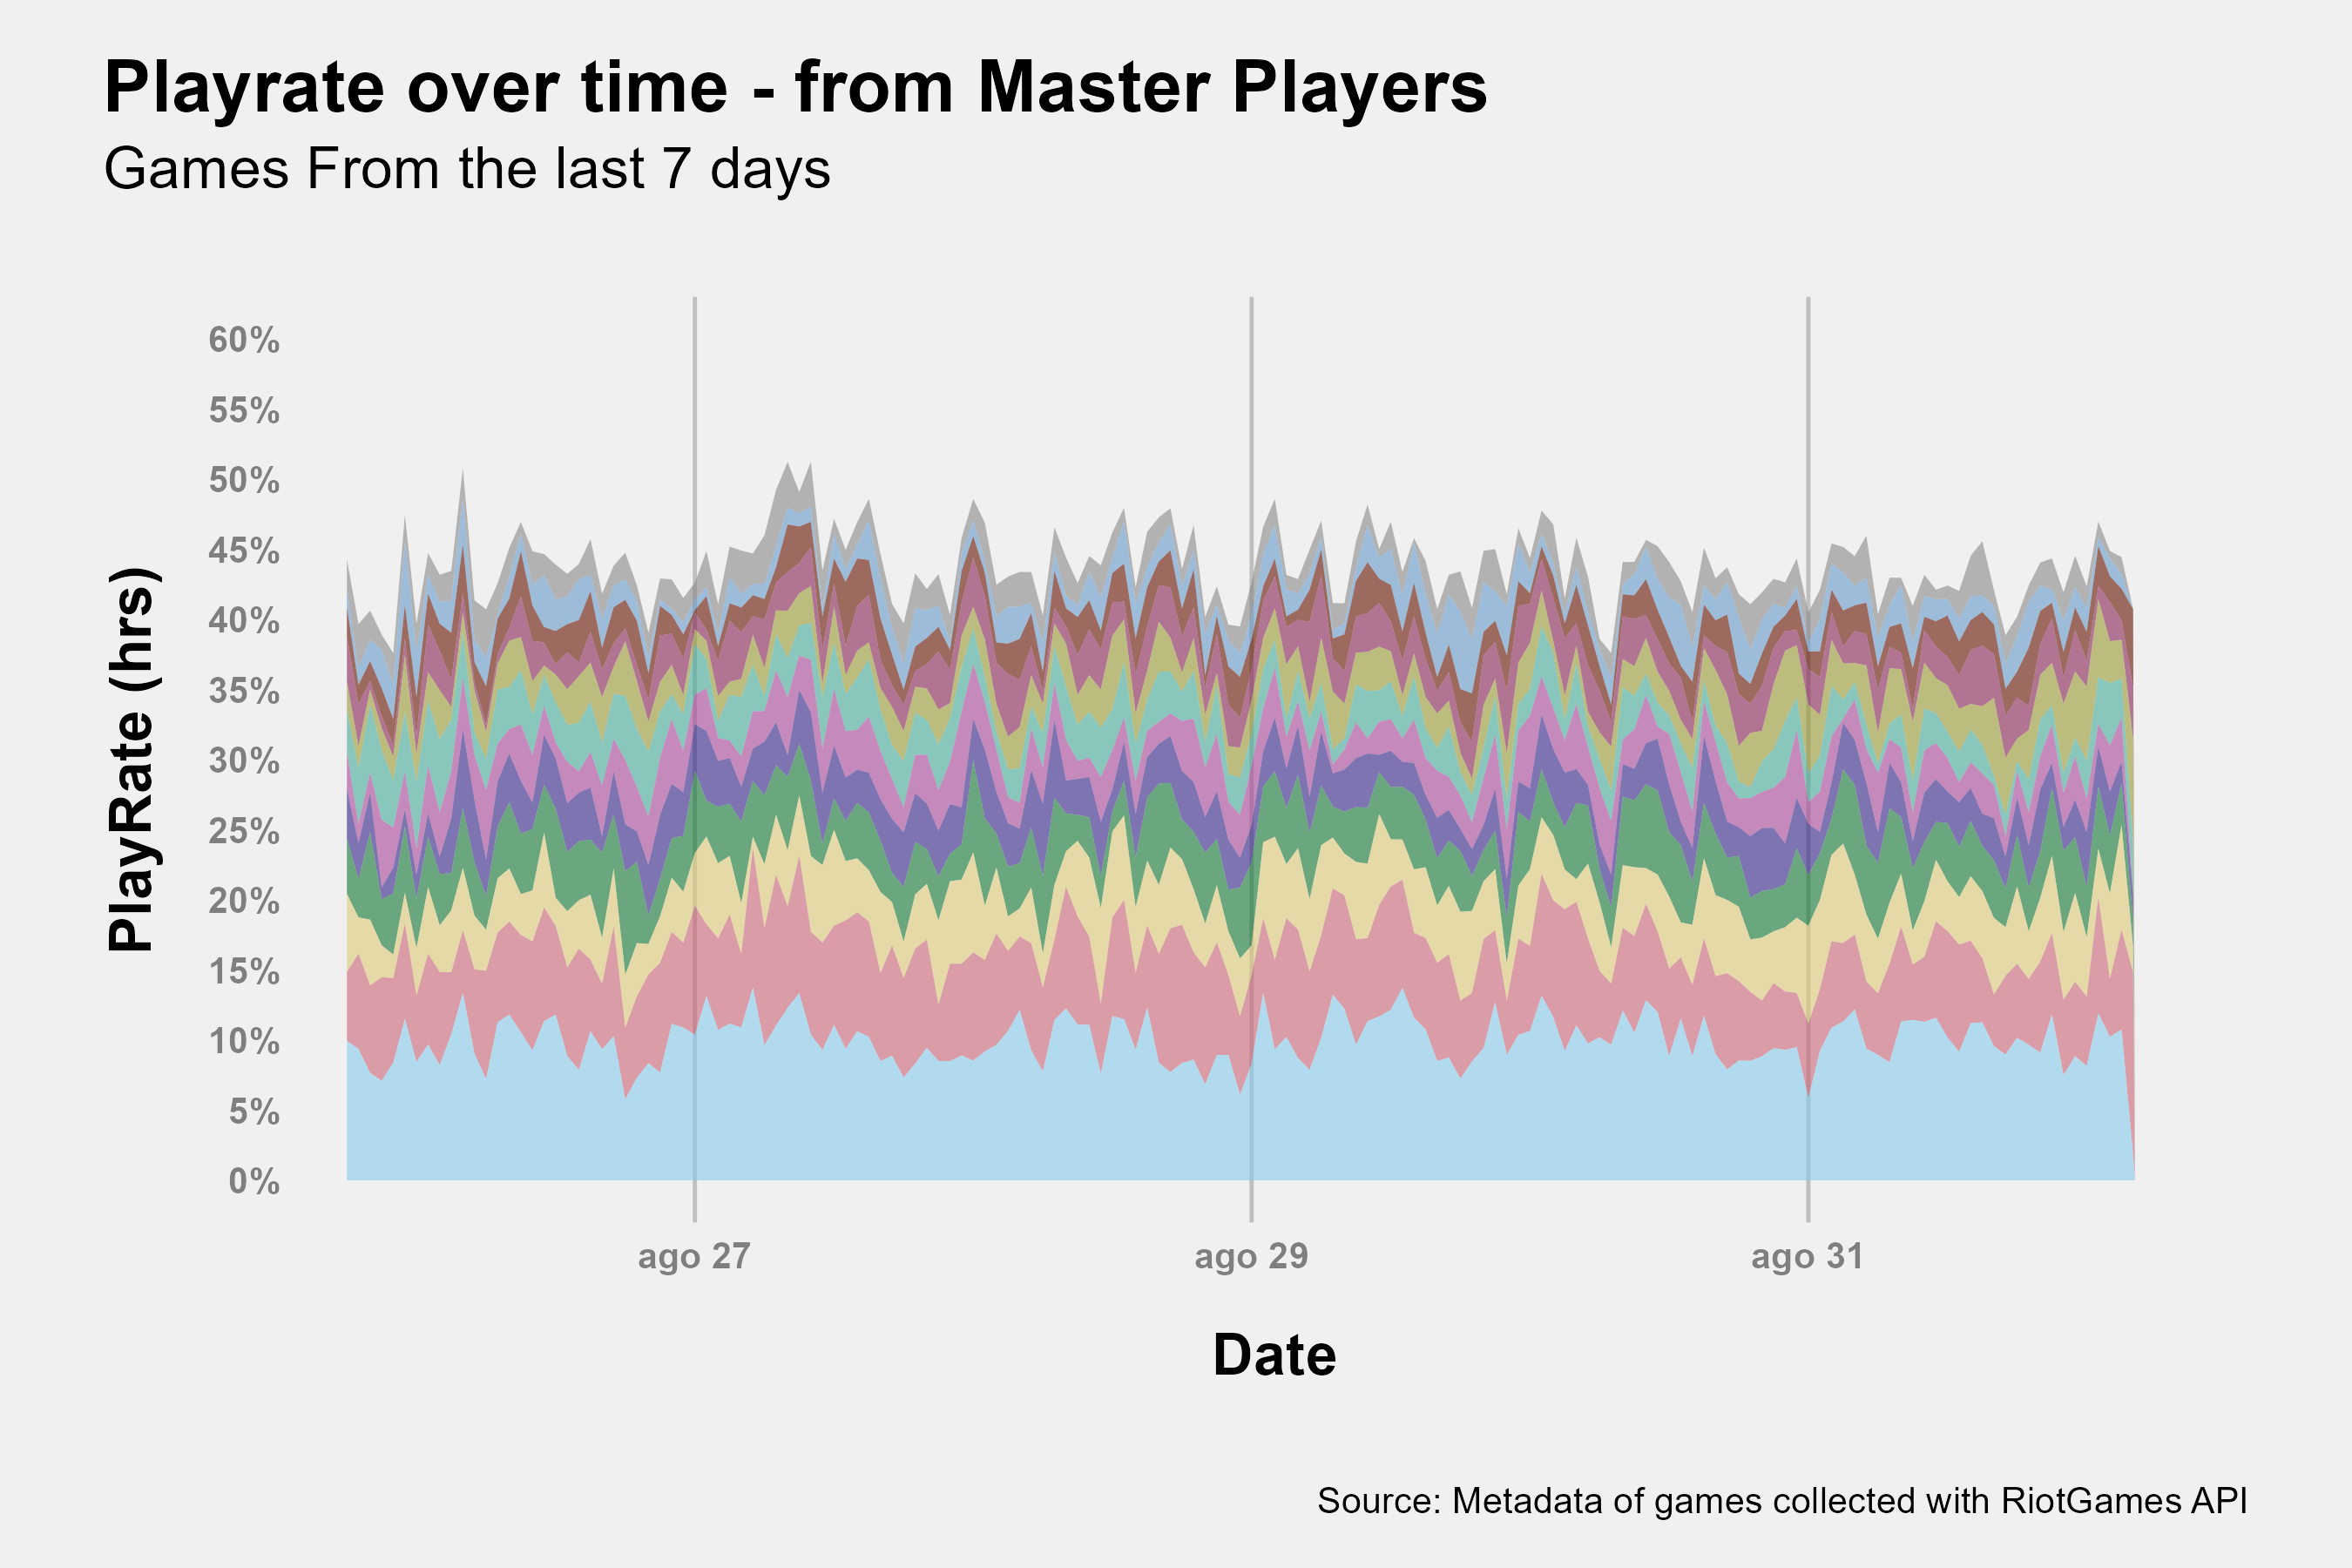 Playrate over time - from Master Players
Games From the last 7 days
60%
55%
50%
45%
40%
35%
30%
25%
20%
15%
10%
5%
0%
PlayRate (hrs)
ago 27
ago 29
ago 31
Date
Source: Metadata of games collected with RiotGames API